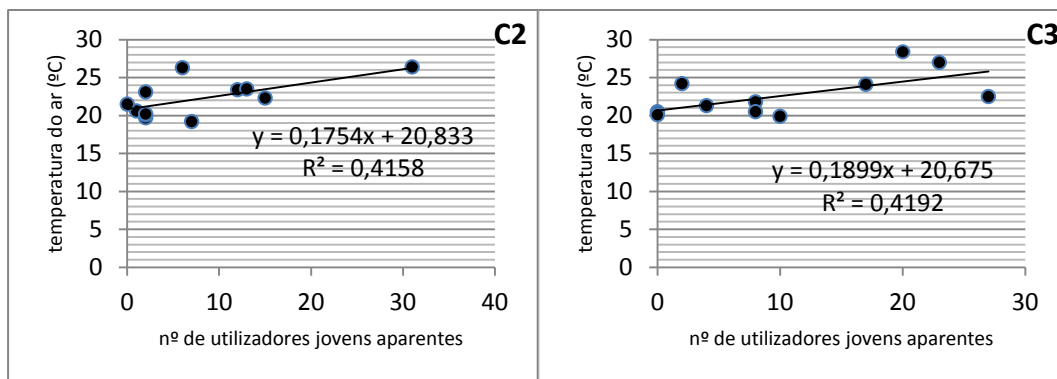 C2
temperatura do ar (ºC)
30
25
20
15
10
5
0
y = 0,1754x + 20,833
R² = 0,4158
0 10 20 30 40
nº de utilizadores jovens aparentes
C3
temperatura do ar (ºC)
30
25
20
15
10
5
0
y = 0,1899x + 20,675
R² = 0,4192
0 10 20 30
nº de utilizadores jovens aparentes